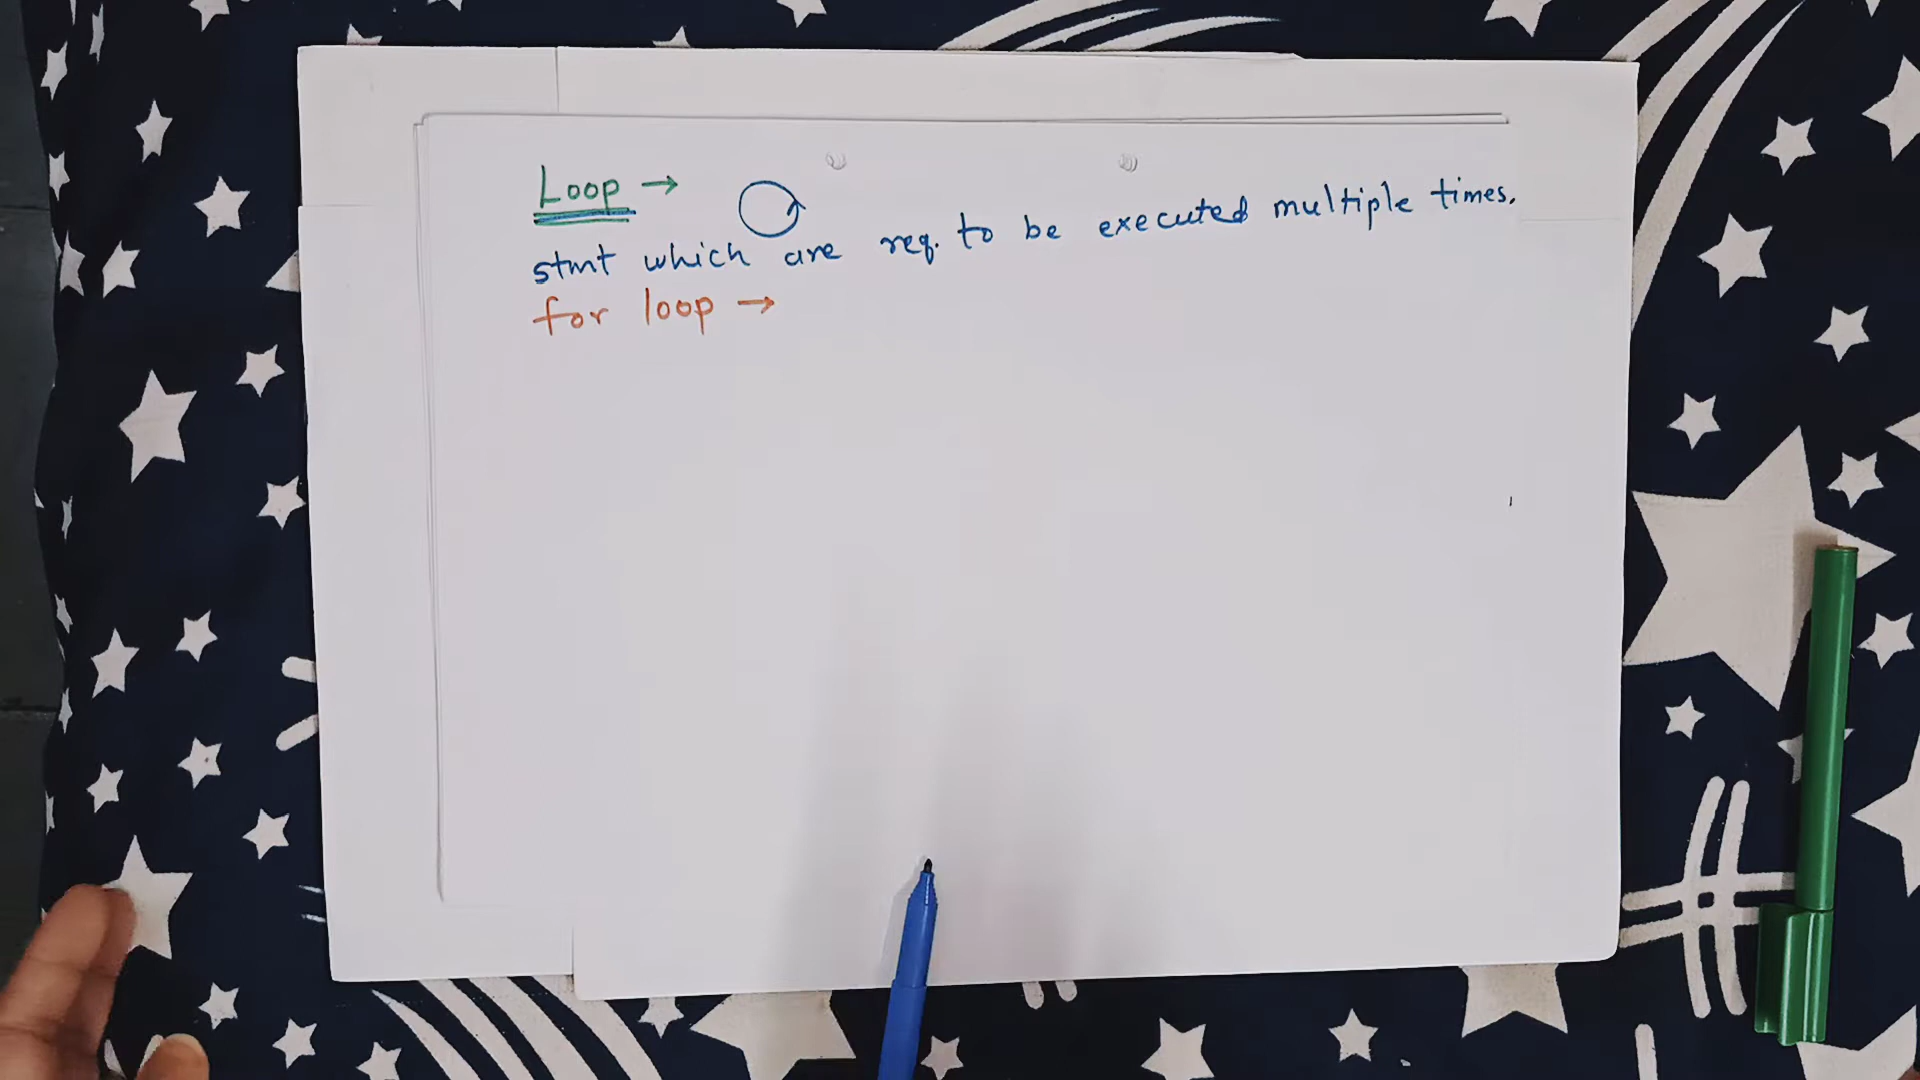 Loop →
stmt which are req. to be executed multiple times.
for loop →